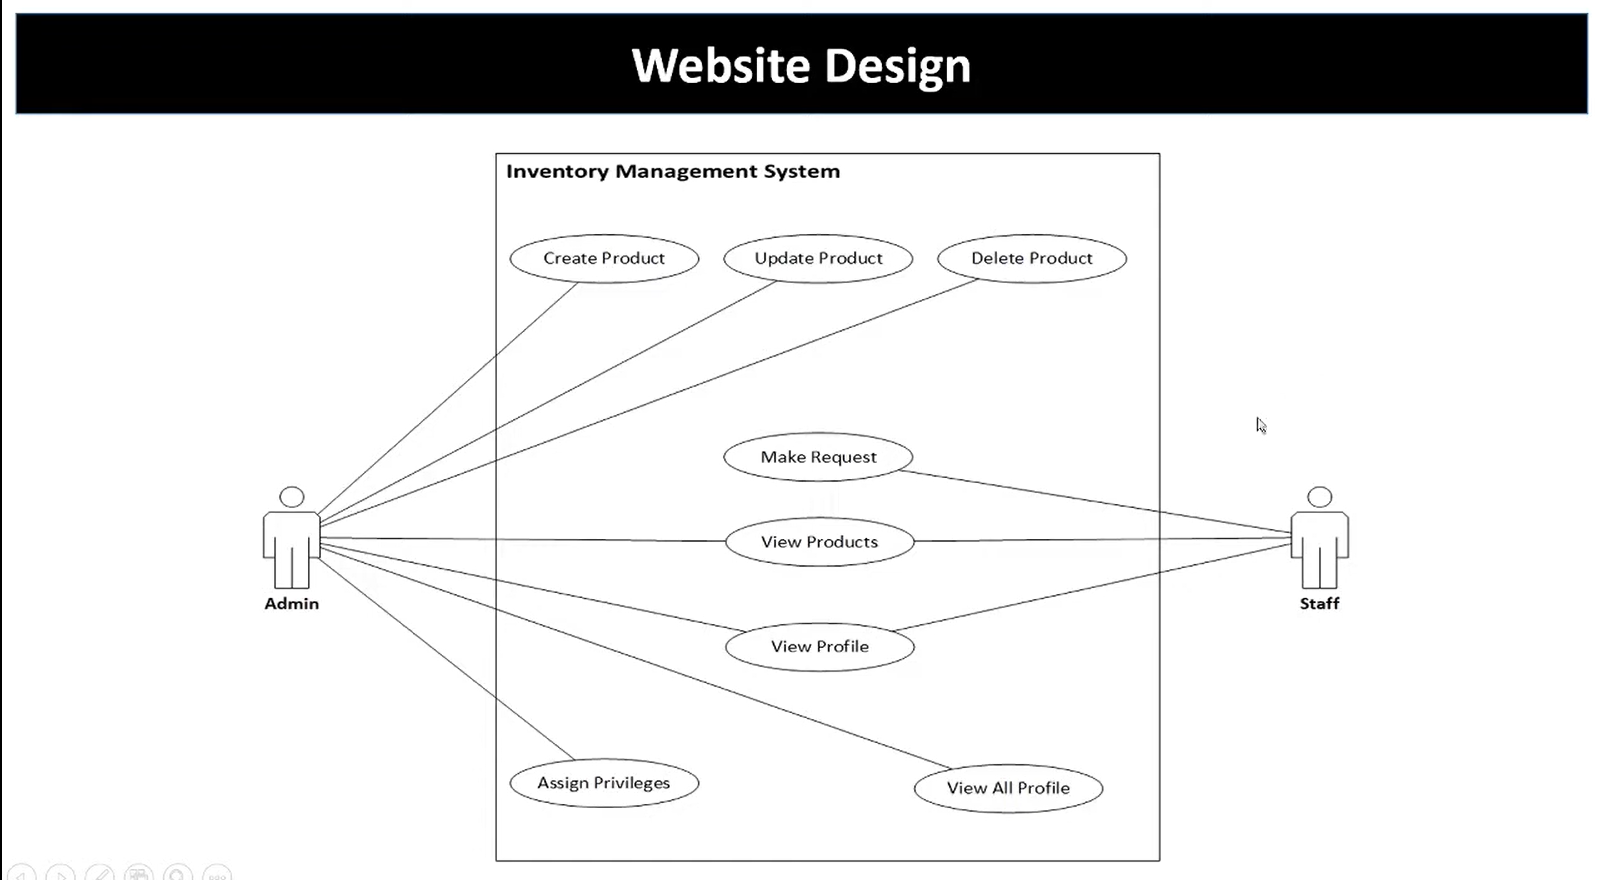 Website Design
Inventory Management System
Create Product
Update Product
Delete Product
Make Request
View Products
Admin
Staff
View Profile
Assign Privileges
View All Profile